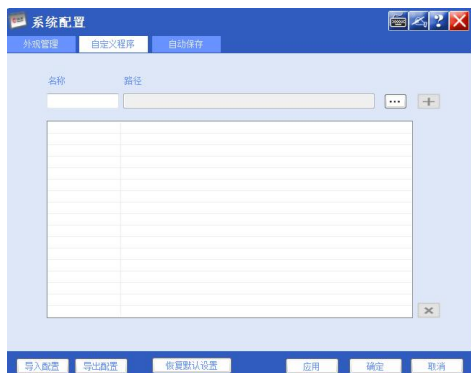 系统配置
外观管理 自定义程序 自动保存
名称 路径
...
导入配置 导出配置 恢复默认设置 应用 确定 取消